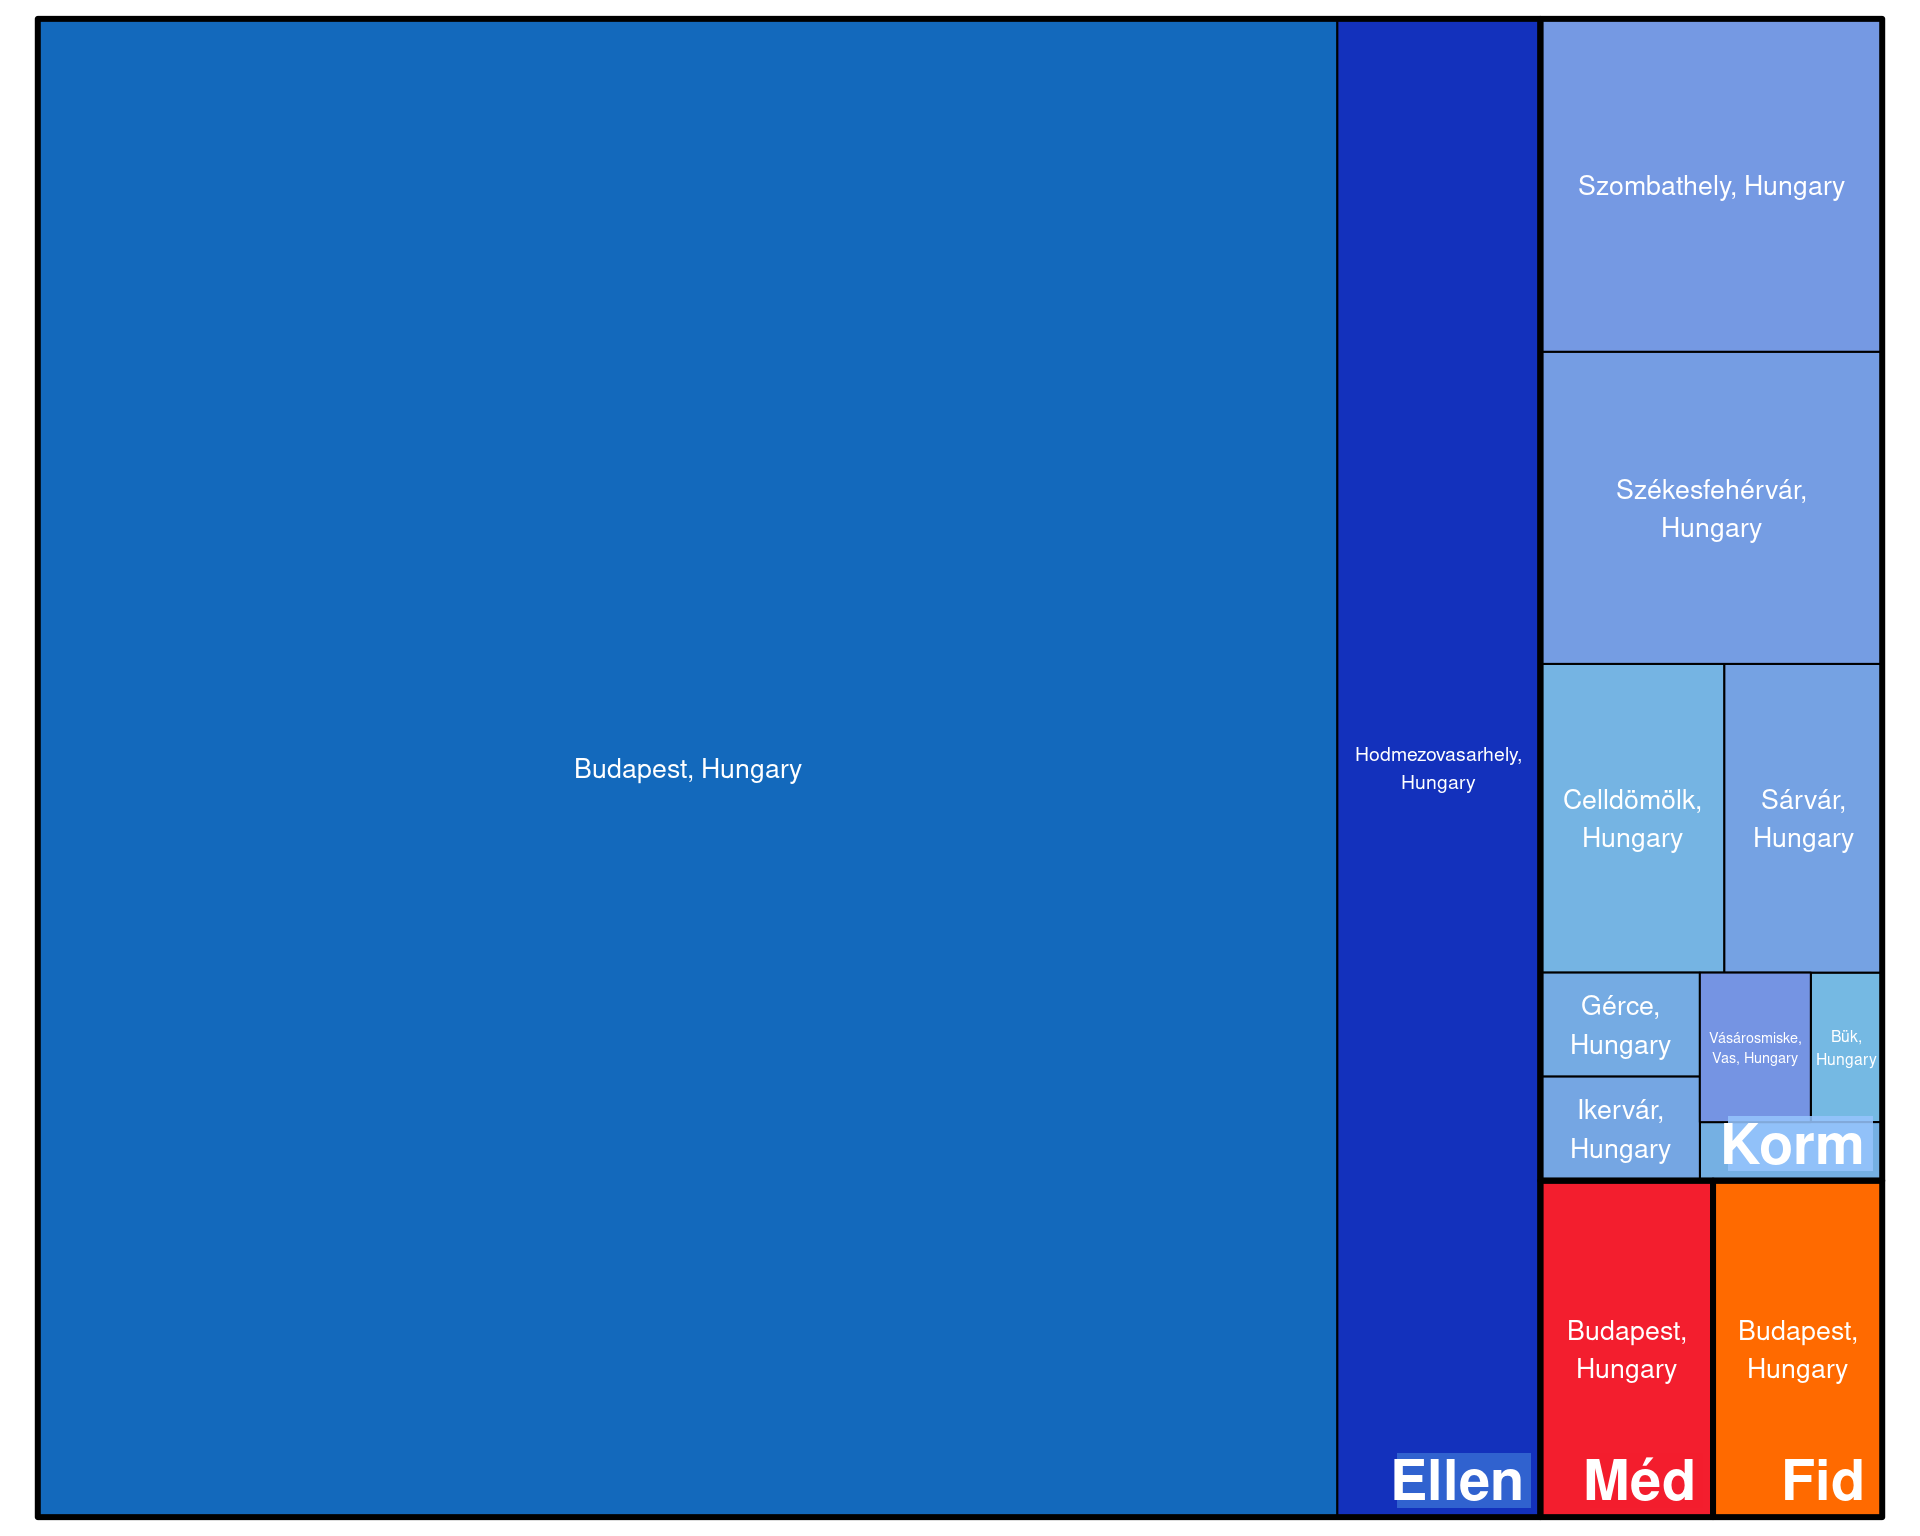 Budapest, Hungary
Hodmezovasarhely,
Hungary
Ellen
Szombathely, Hungary
Székesfehérvár,
Hungary
Celldömölk,
Hungary
Sárvár,
Hungary
Gérce,
Hungary
Vásárosmiske,
Vas, Hungary
Bük,
Hungary
Ikervár,
Hungary
Korm
Budapest,
Hungary
Méd
Budapest,
Hungary
Fid